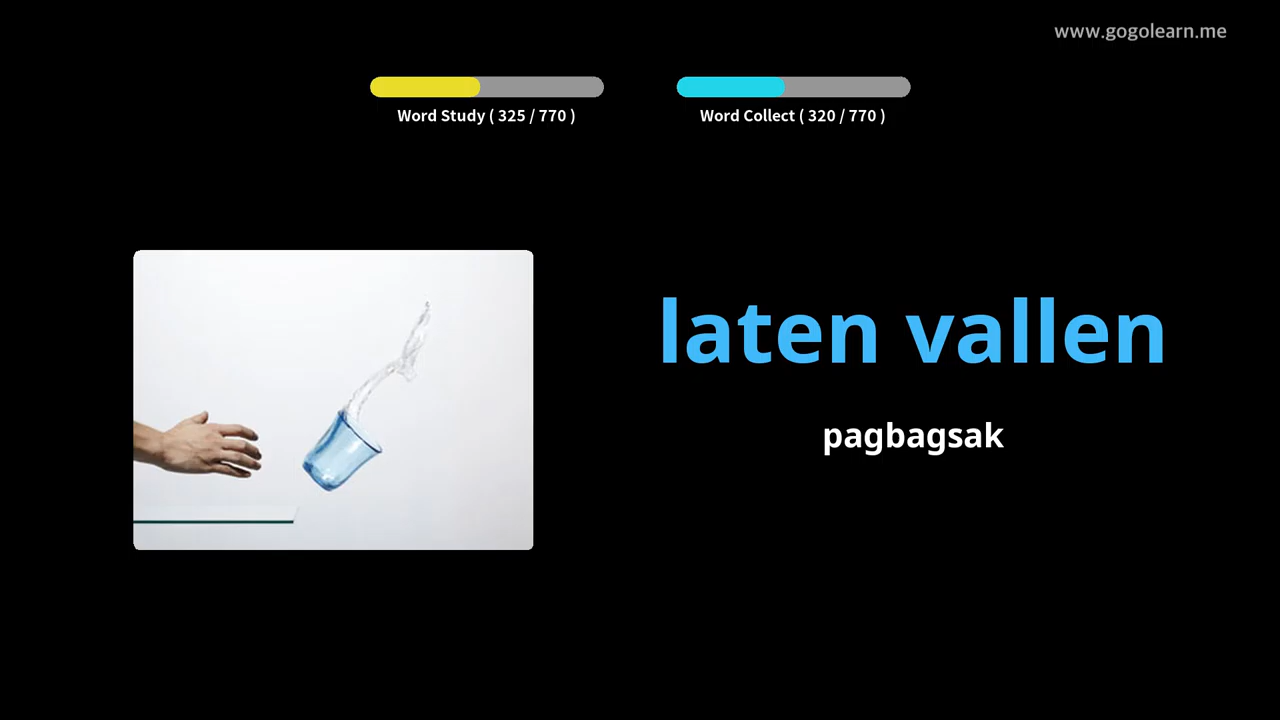 www.gogolearn.me
Word Study ( 325 / 770 )
Word Collect ( 320 / 770 )
laten vallen
pagbagsak